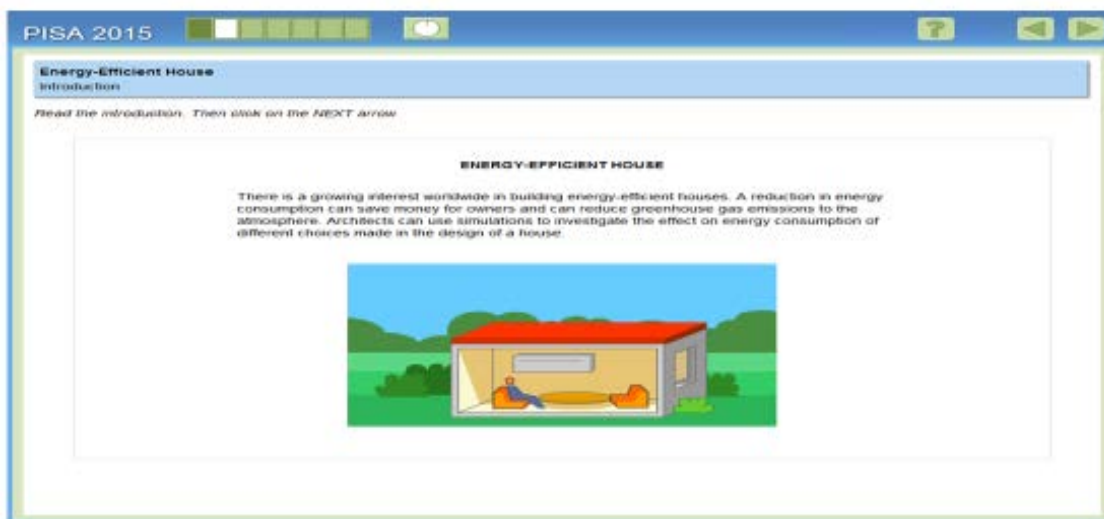 PISA 2015
?
Energy-Efficient House
Introduction
Read the introduction. Then click on the NEXT arrow
ENERGY-EFFICIENT HOUSE
There is a growing interest worldwide in building energy-efficient houses. A reduction in energy
consumption can save money for owners and can reduce greenhouse gas emissions to the
atmosphere. Architects can use simulations to investigate the effect on energy consumption of
different choices made in the design of a house.